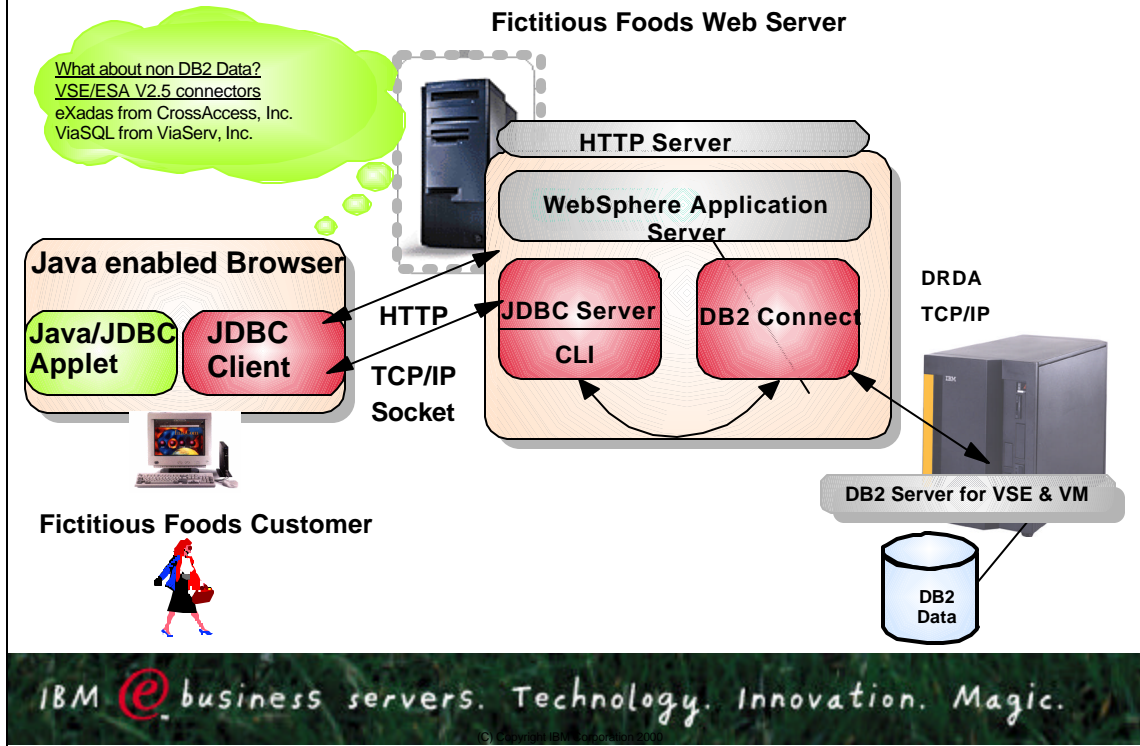 Fictitious Foods Web Server
What about non DB2 Data?
VSE/ESA V2.5 connectors
eXadas from CrossAccess, Inc.
ViaSQL from ViaServ, Inc.
HTTP Server
WebSphere Application
Server
Java enabled Browser
Java/JDBC
Applet
JDBC
Client
HTTP
TCP/IP
Socket
JDBC Server
CLI
DB2 Connect
DRDA
TCP/IP
IBM
DB2 Server for VSE & VM
DB2
Data
Fictitious Foods Customer
IBM e business servers. Technology. Innovation. Magic.
(C) Copyright IBM Corporation 2000